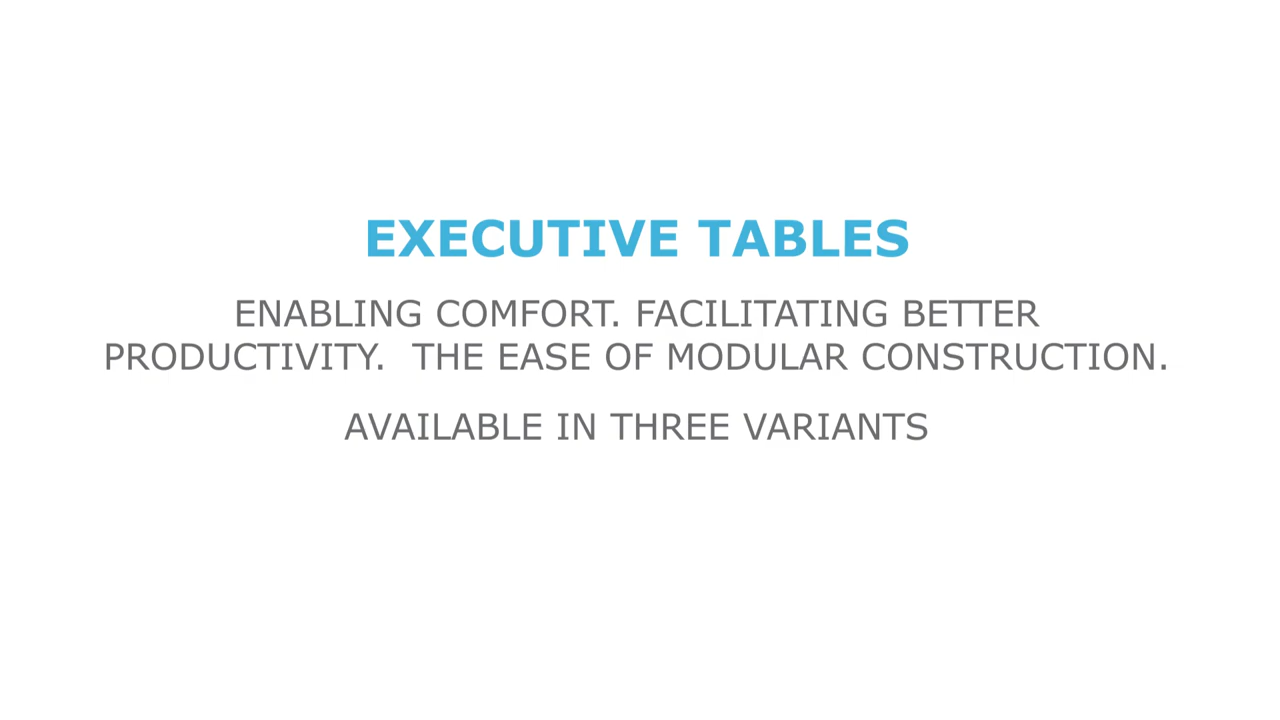 EXECUTIVE TABLES
ENABLING COMFORT. FACILITATING BETTER
PRODUCTIVITY.  THE EASE OF MODULAR CONSTRUCTION.
AVAILABLE IN THREE VARIANTS